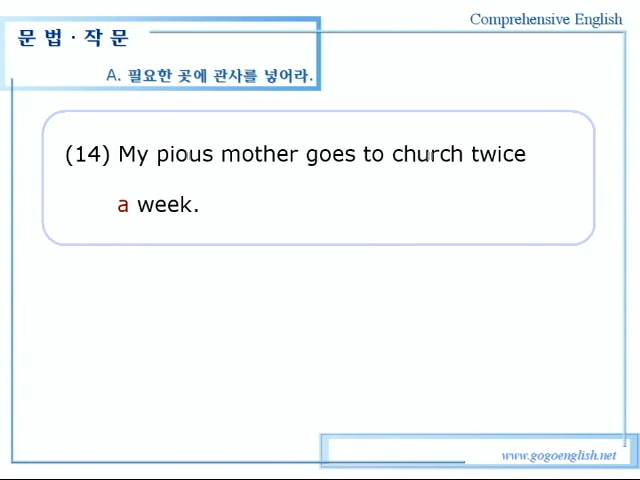 Comprehensive English
문 법 · 작 문
A. 필요한 곳에 관사를 넣어라.
(14) My pious mother goes to church twice
a week.
www.gogoenglish.net